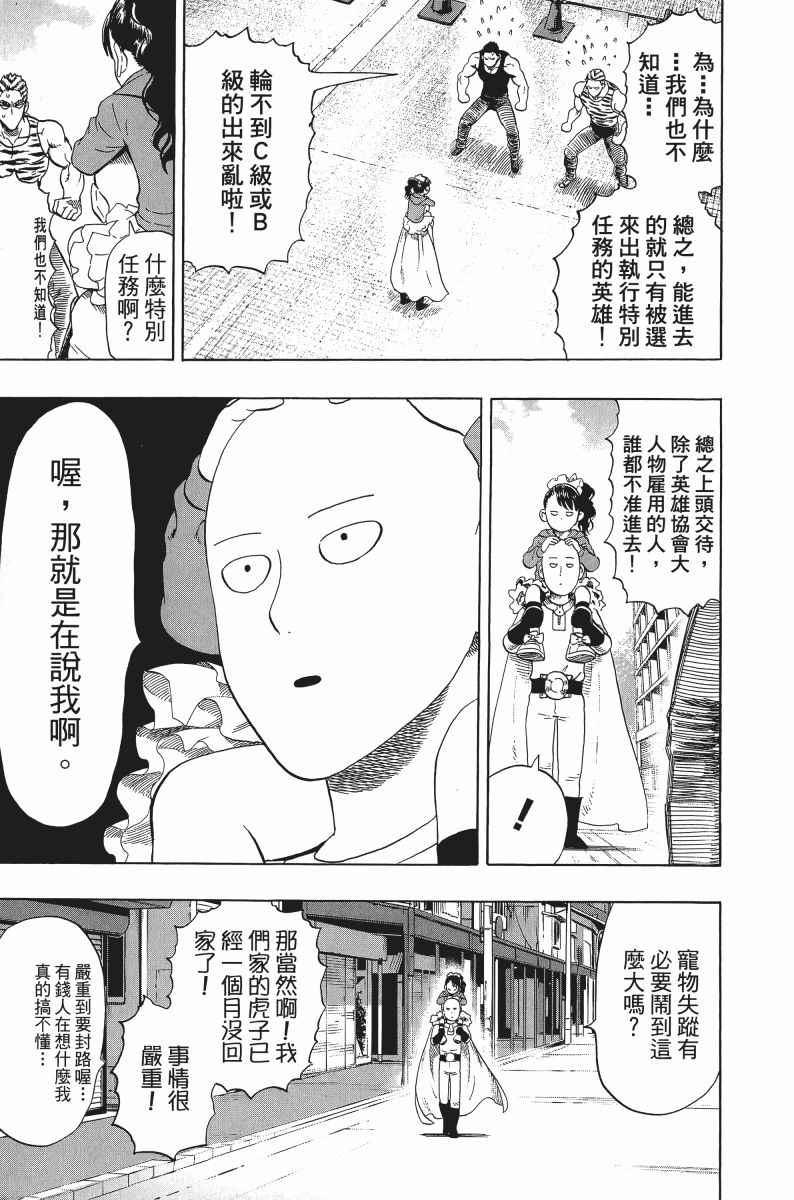 為…為什麼
…我們也不
知道…
總之，能進去
的就只有被選
來出執行特別
任務的英雄！
輪不到C級或B
級的出來亂啦！
什麼特別
任務啊？
我們也不知道！
總之上頭交待，
除了英雄協會大
人物雇用的人，
誰都不准進去！
！
喔，那就是在說我啊。
寵物失蹤有
必要鬧到這
麼大嗎？
那當然啊！我
們家的虎子已
經一個月沒回
家了！
事情很
嚴重！
嚴重到要封路喔…
有錢人在想什麼我
真的搞不懂…